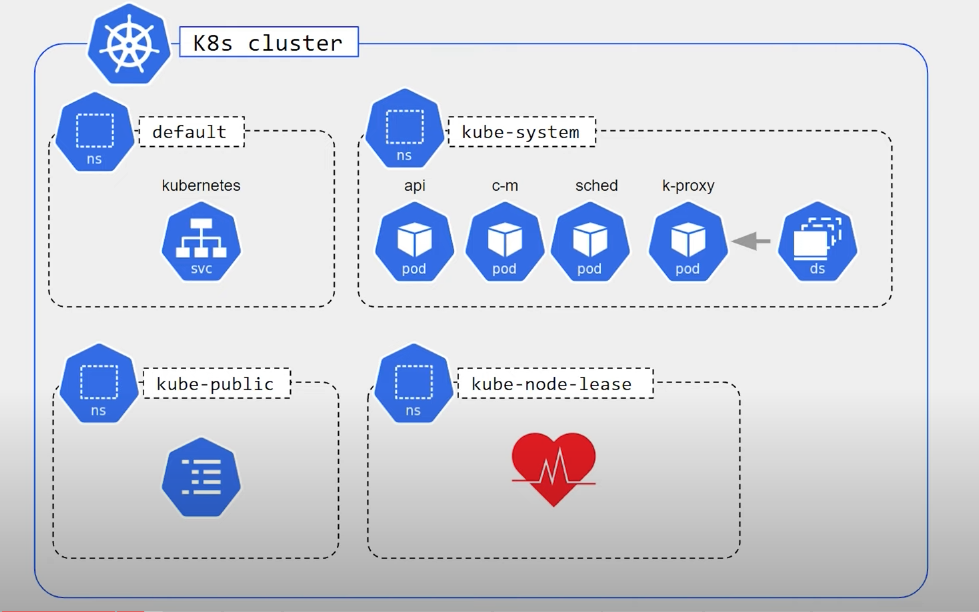 K8s cluster
default
ns
kubernetes
svc
kube-system
ns
api c-m sched k-proxy
pod pod pod pod ds
kube-public
ns
kube-node-lease
ns